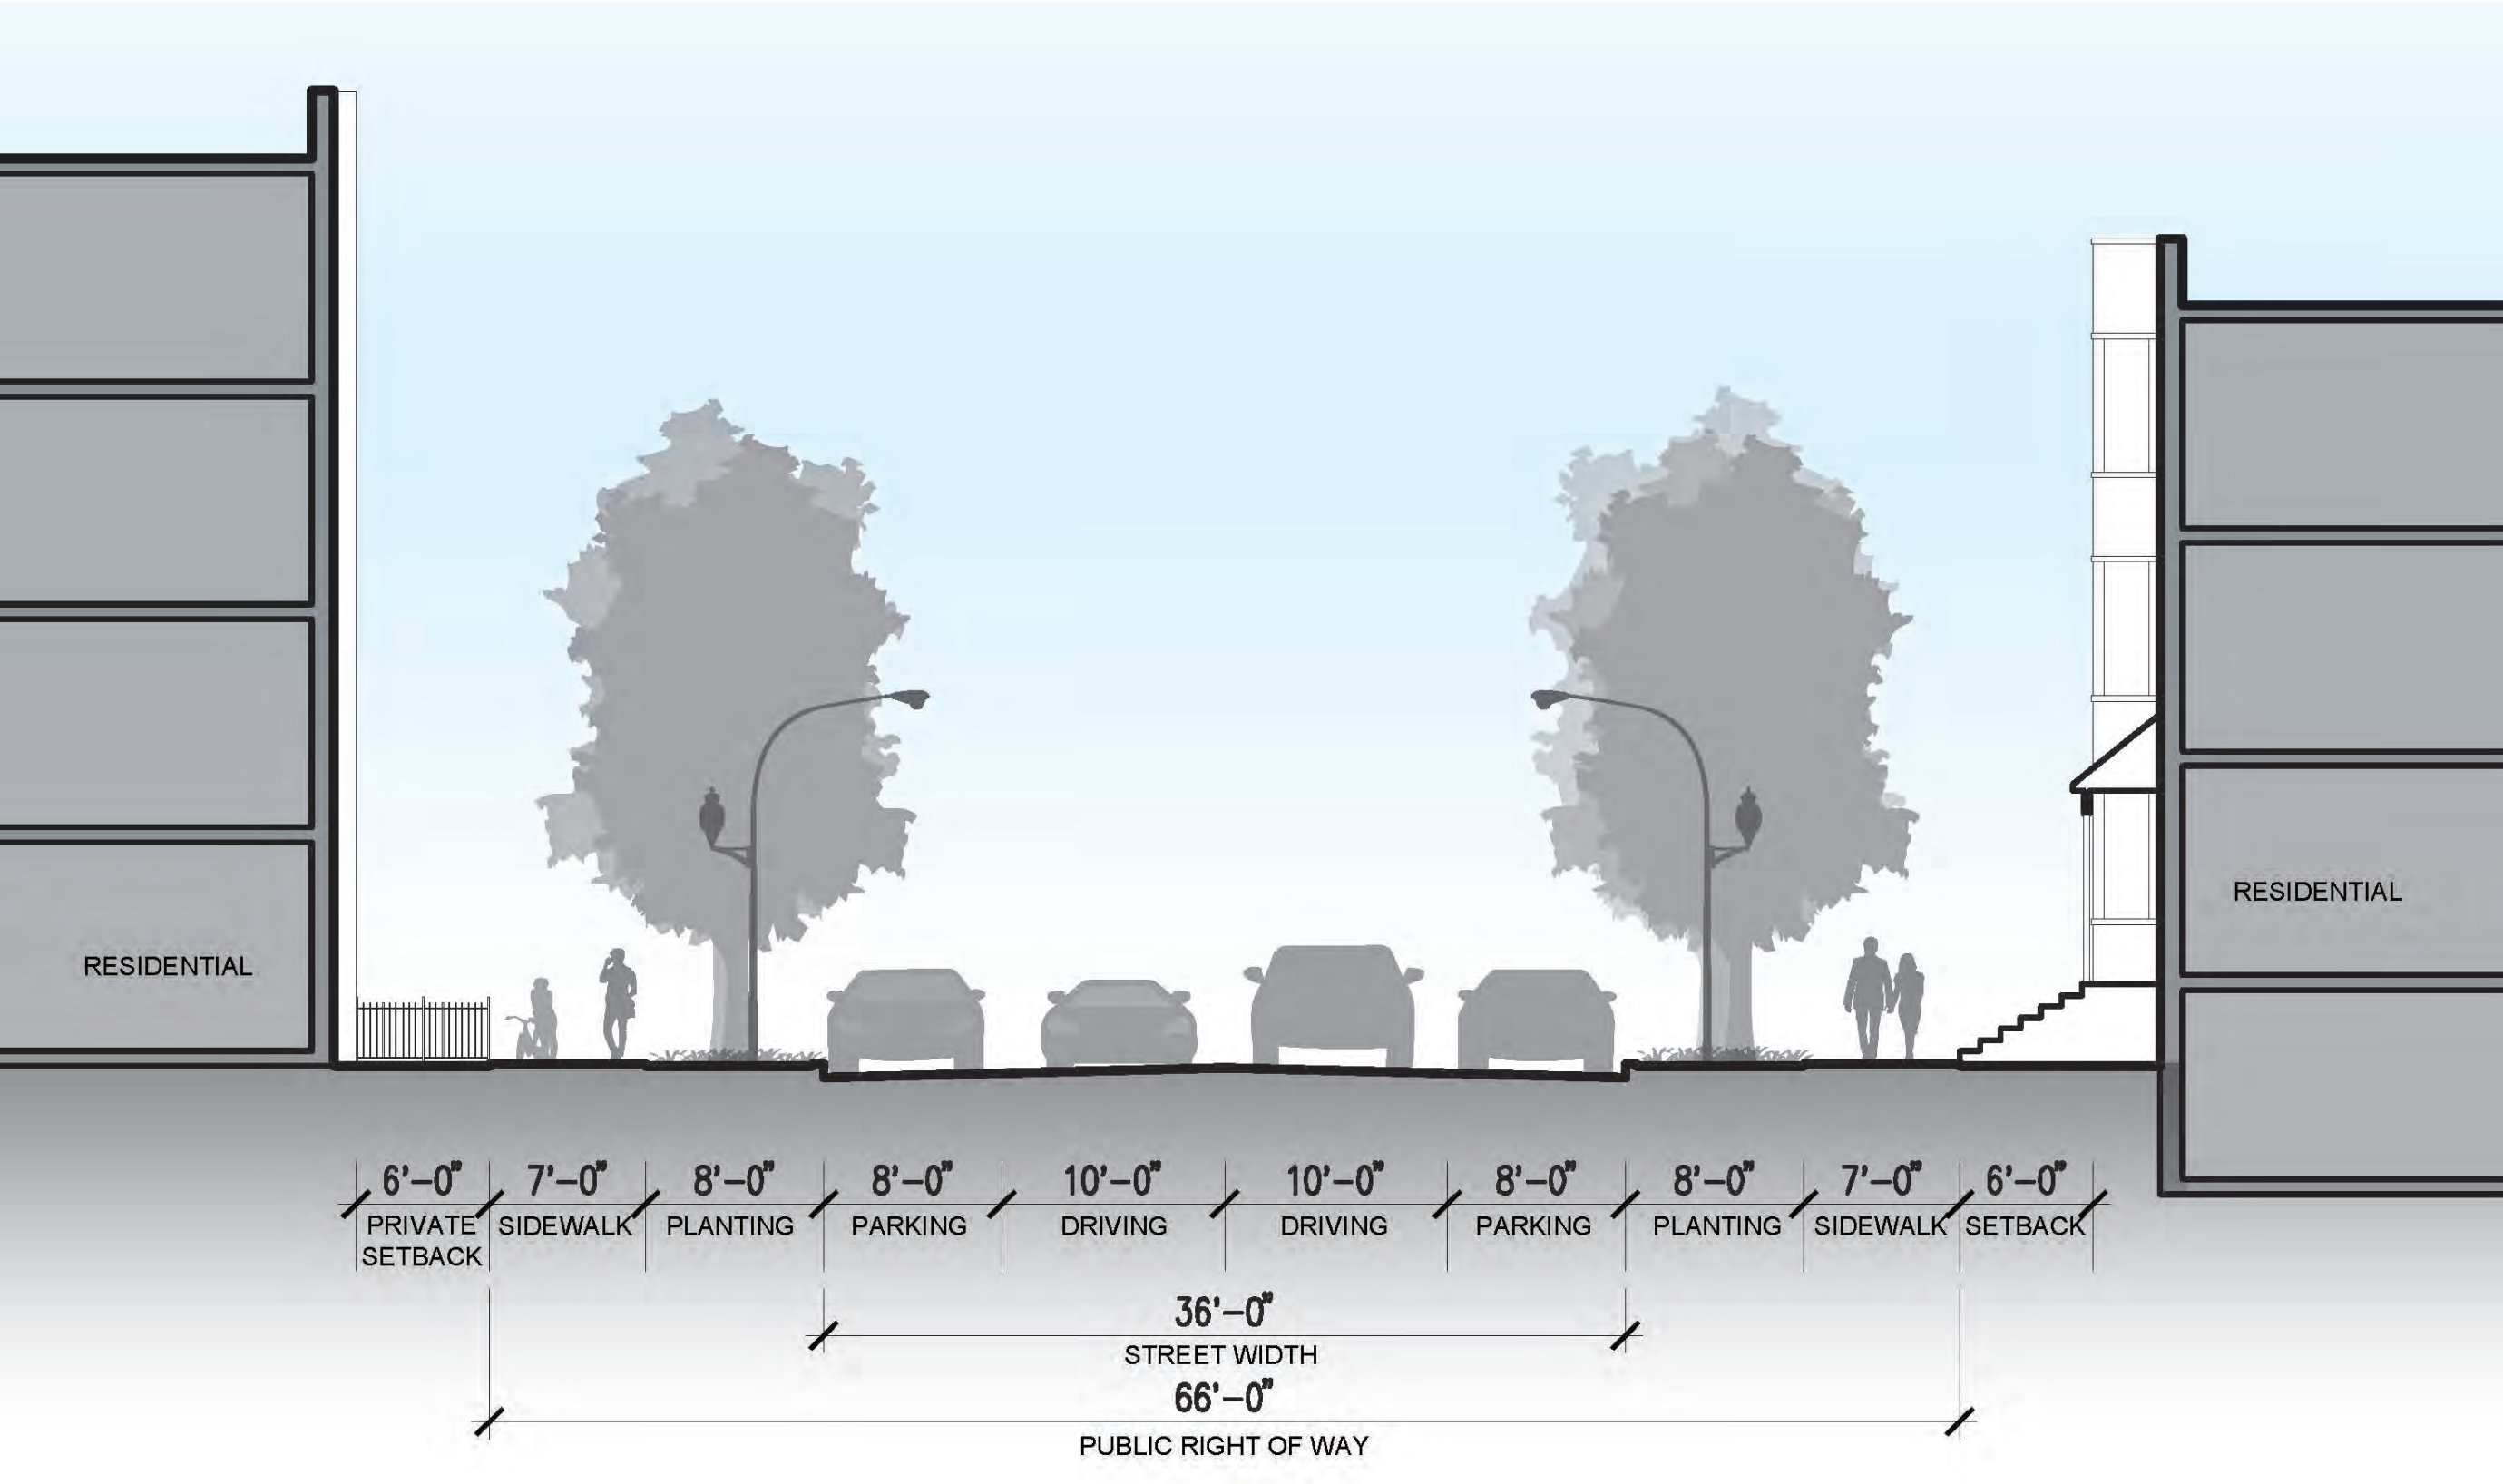 RESIDENTIAL
RESIDENTIAL
6'-0" 7'-0" 8'-0" 8'-0" 10'-0" 10'-0" 8'-0" 8'-0" 7'-0" 6'-0"
PRIVATE SIDEWALK PLANTING PARKING DRIVING DRIVING PARKING PLANTING SIDEWALK SETBACK
SETBACK
36'-0"
STREET WIDTH
66'-0"
PUBLIC RIGHT OF WAY